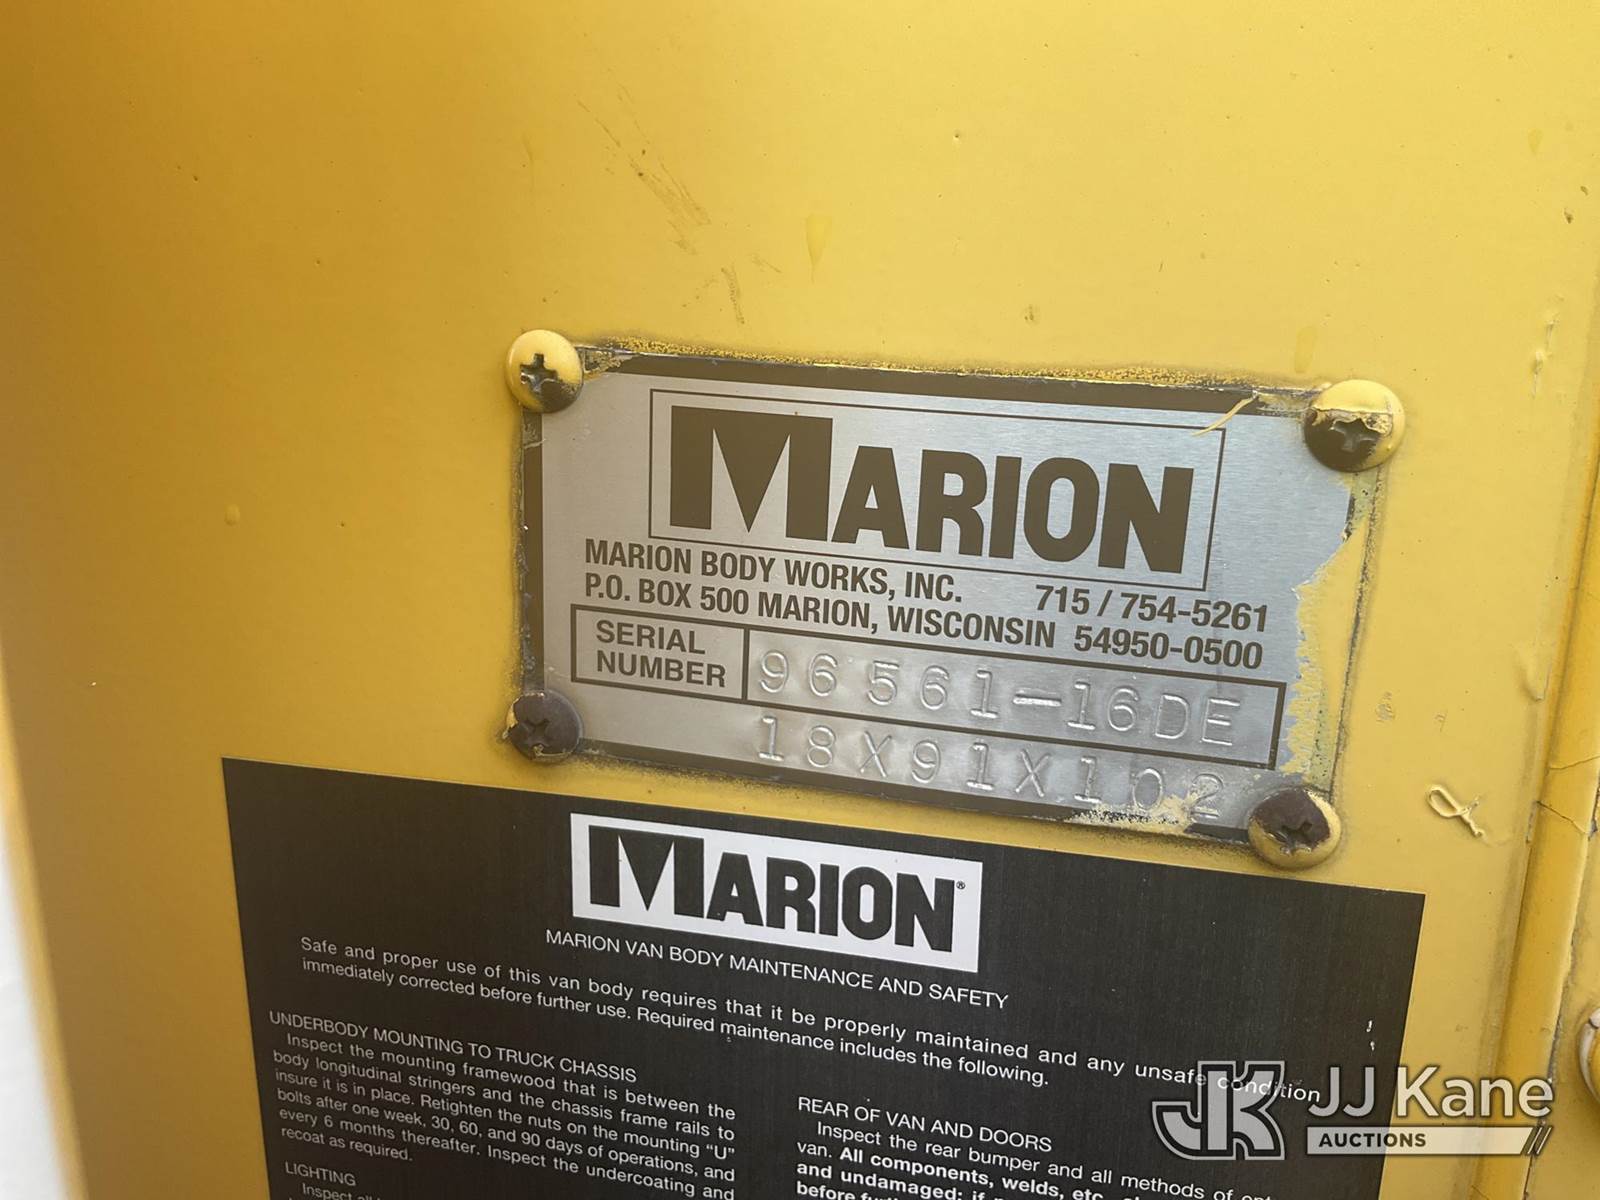 MARION
MARION BODY WORKS, INC. 715 / 754-5261
P.O. BOX 500 MARION, WISCONSIN 54950-0500
SERIAL NUMBER 96561-16DE
18X91X102
MARION®
MARION VAN BODY MAINTENANCE AND SAFETY
Safe and proper use of this van body requires that it be properly maintained and any unsafe condition
immediately corrected before further use. Required maintenance includes the following.
UNDERBODY MOUNTING TO TRUCK CHASSIS
Inspect the mounting framewood that is between the
body longitudinal stringers and the chassis frame rails to
insure it is in place. Retighten the nuts on the mounting "U"
bolts after one week, 30, 60, and 90 days of operations, and
every 6 months thereafter. Inspect the undercoating and
recoat as required.
LIGHTING
Inspect
REAR OF VAN AND DOORS
Inspect the rear bumper and all methods of
van. All components, welds, etc.
and undamaged; if
before
JK JJ Kane
AUCTIONS